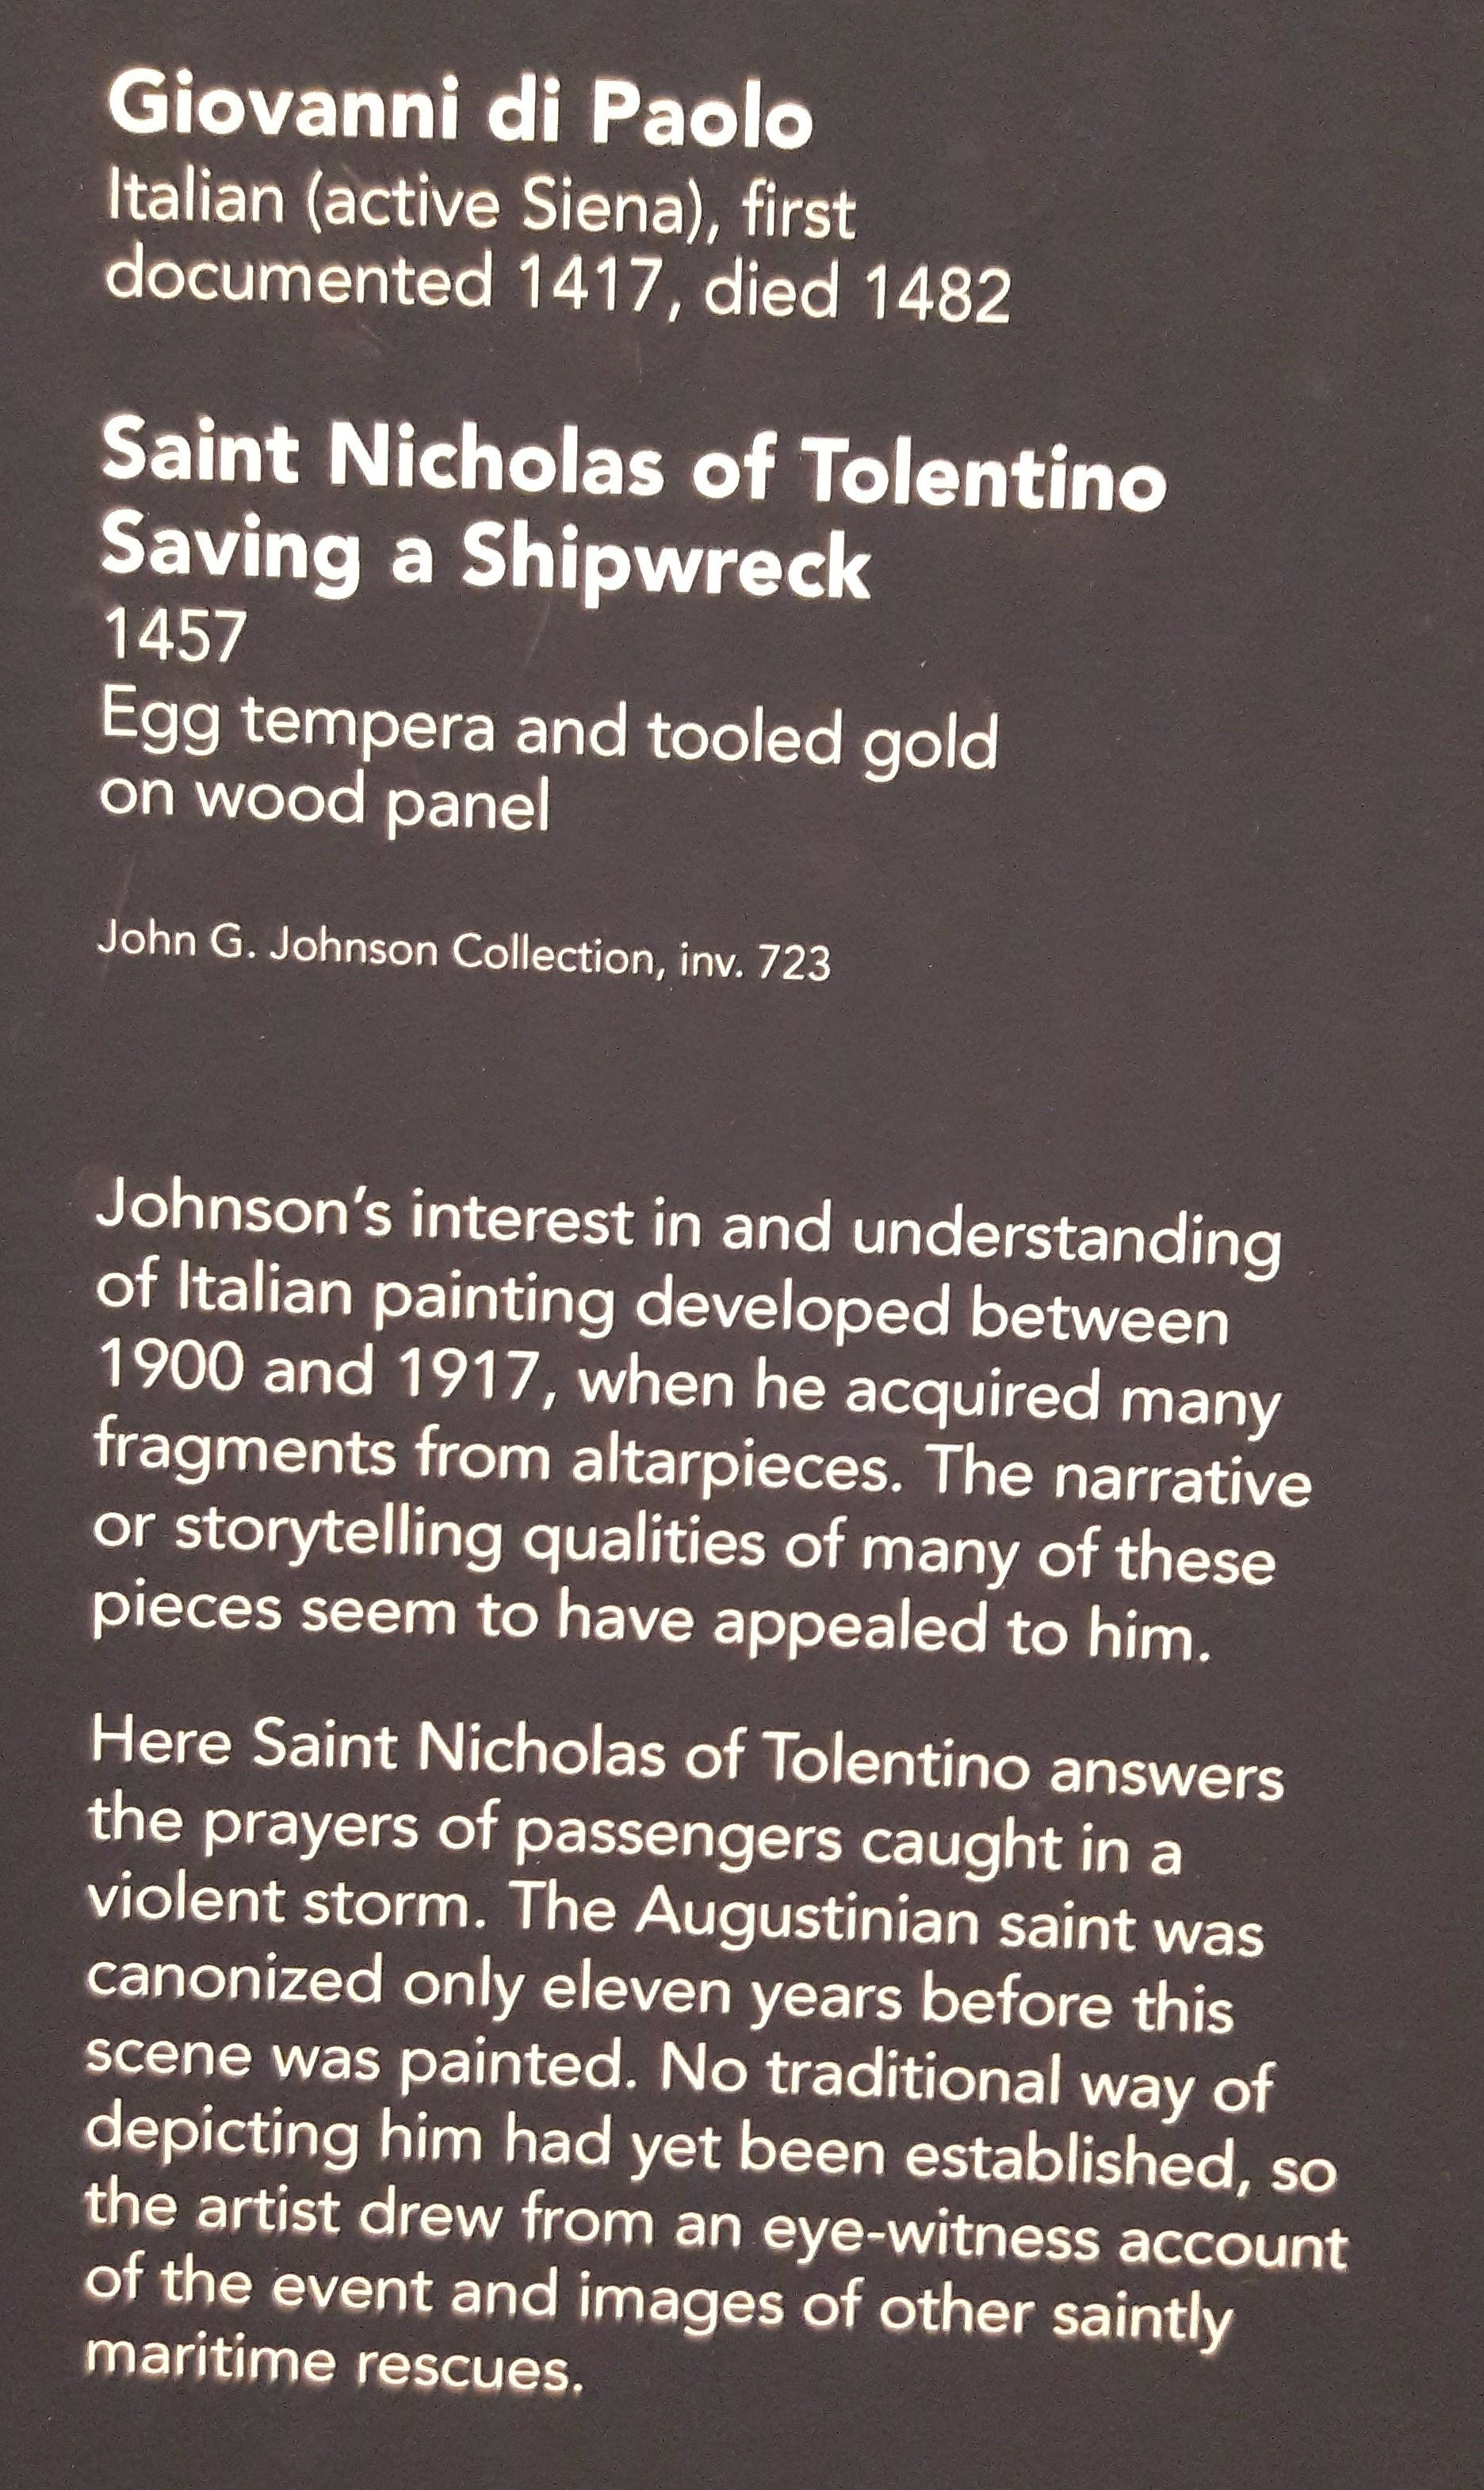 Giovanni di Paolo
Italian (active Siena), first
documented 1417, died 1482
Saint Nicholas of Tolentino
Saving a Shipwreck
1457
Egg tempera and tooled gold
on wood panel
John G. Johnson Collection, inv. 723
Johnson’s interest in and understanding
of Italian painting developed between
1900 and 1917, when he acquired many
fragments from altarpieces. The narrative
or storytelling qualities of many of these
pieces seem to have appealed to him.
Here Saint Nicholas of Tolentino answers
the prayers of passengers caught in a
violent storm. The Augustinian saint was
canonized only eleven years before this
scene was painted. No traditional way of
depicting him had yet been established, so
the artist drew from an eye-witness account
of the event and images of other saintly
maritime rescues.